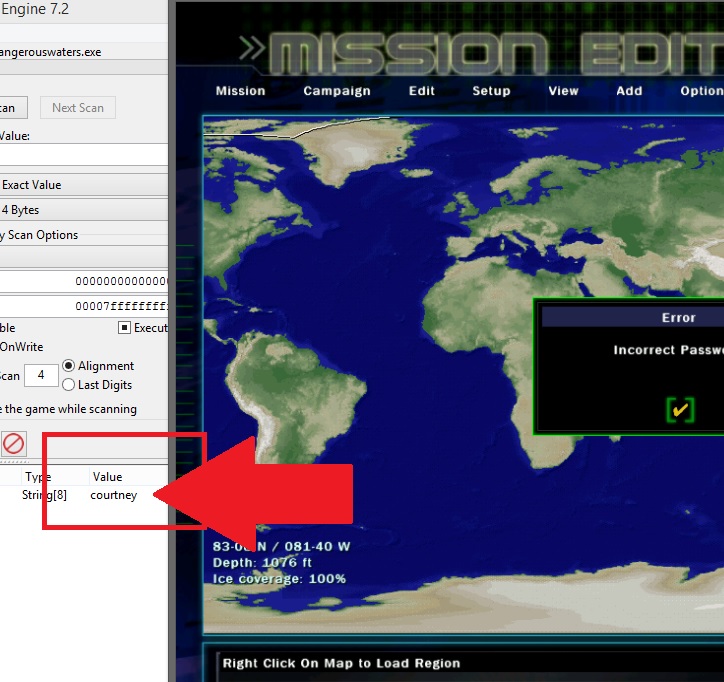 Engine 7.2
angerouswaters.exe
Next Scan
Value:
Exact Value
4 Bytes
y Scan Options
00000000000000
00007fffffffff
Execut
OnWrite
Scan 4 Alignment
Last Digits
e the game while scanning
Type Value
String[8] courtney
MISSION EDIT
Mission Campaign Edit Setup View Add Option
Error
Incorrect Passw
83-0 N / 081-40 W
Depth: 1076 ft
Ice coverage: 100%
Right Click On Map to Load Region